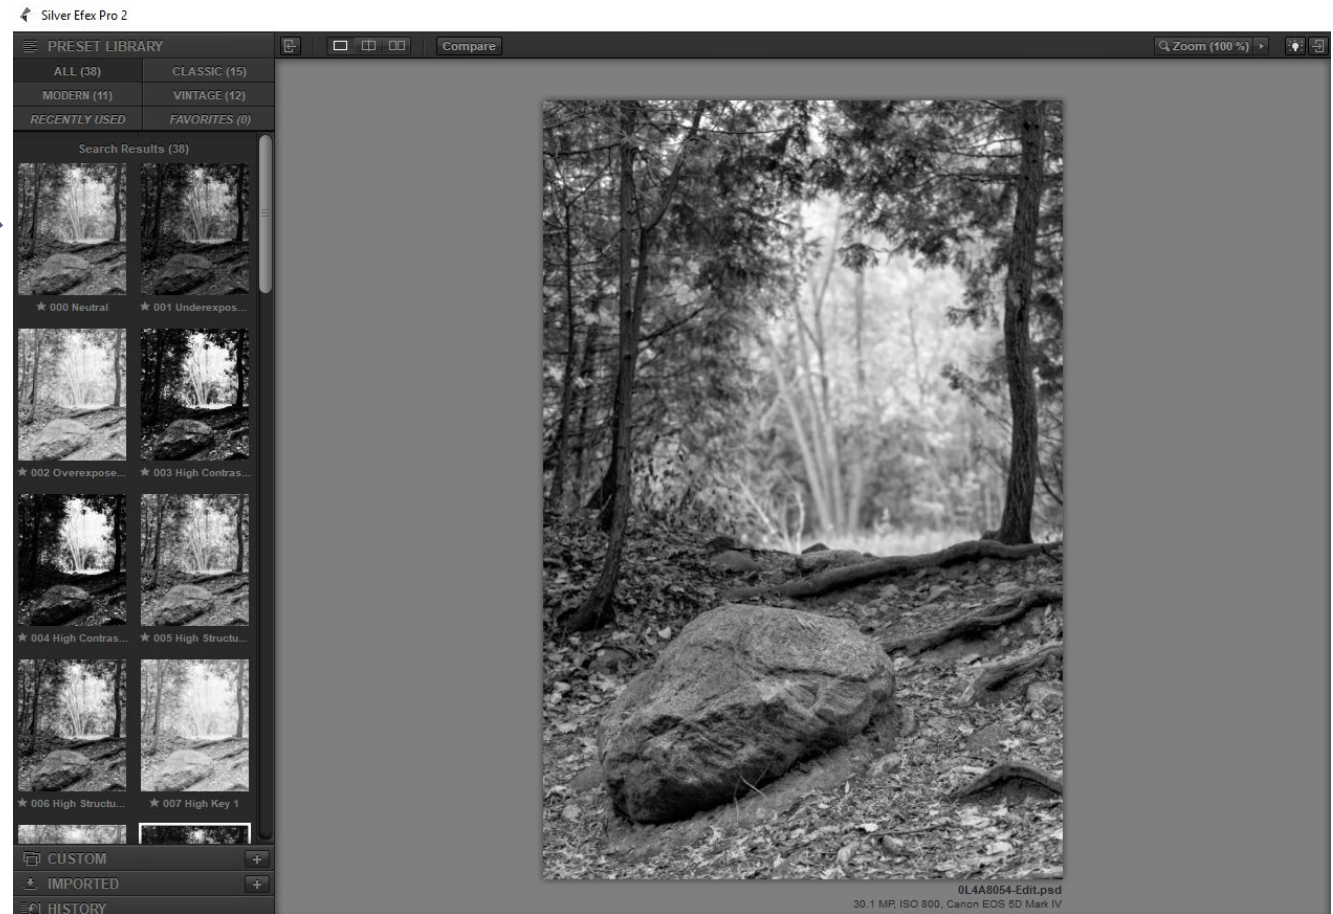 Silver Efex Pro 2
PRESET LIBRARY
Compare
Zoom (100 %)
ALL (38)
CLASSIC (15)
MODERN (11)
VINTAGE (12)
RECENTLY USED
FAVORITES (0)
Search Results (38)
000 Neutral
001 Underexpos...
002 Overexpose...
003 High Contras...
004 High Contras...
005 High Structu...
006 High Structu...
007 High Key 1
CUSTOM
IMPORTED
HISTORY
0L4A8054-Edit.psd
30.1 MP, ISO 800, Canon EOS 5D Mark IV